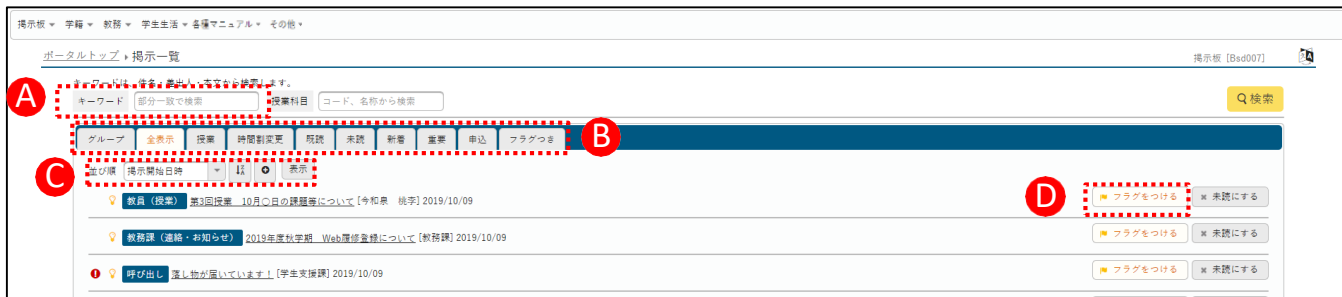 掲示板 学籍 教務 学生生活 各種マニュアル その他
ポータルトップ 掲示一覧 掲示板 [Bsd007]
キーワードは、件名・差出人・本文から検索します。
A キーワード 部分一致で検索 授業科目 コード、名称から検索 検索
グループ 全表示 授業 時間割変更 既読 未読 新着 重要 申込 フラグつき B
C 並び順 掲示開始日時 表示
教員（授業） 第3回授業 10月○日の課題等について [今和泉 桃李] 2019/10/09 D フラグをつける × 未読にする
教務課（連絡・お知らせ） 2019年度秋学期 Web履修登録について [教務課] 2019/10/09 フラグをつける × 未読にする
呼び出し 落し物が届いています！ [学生支援課] 2019/10/09 フラグをつける × 未読にする